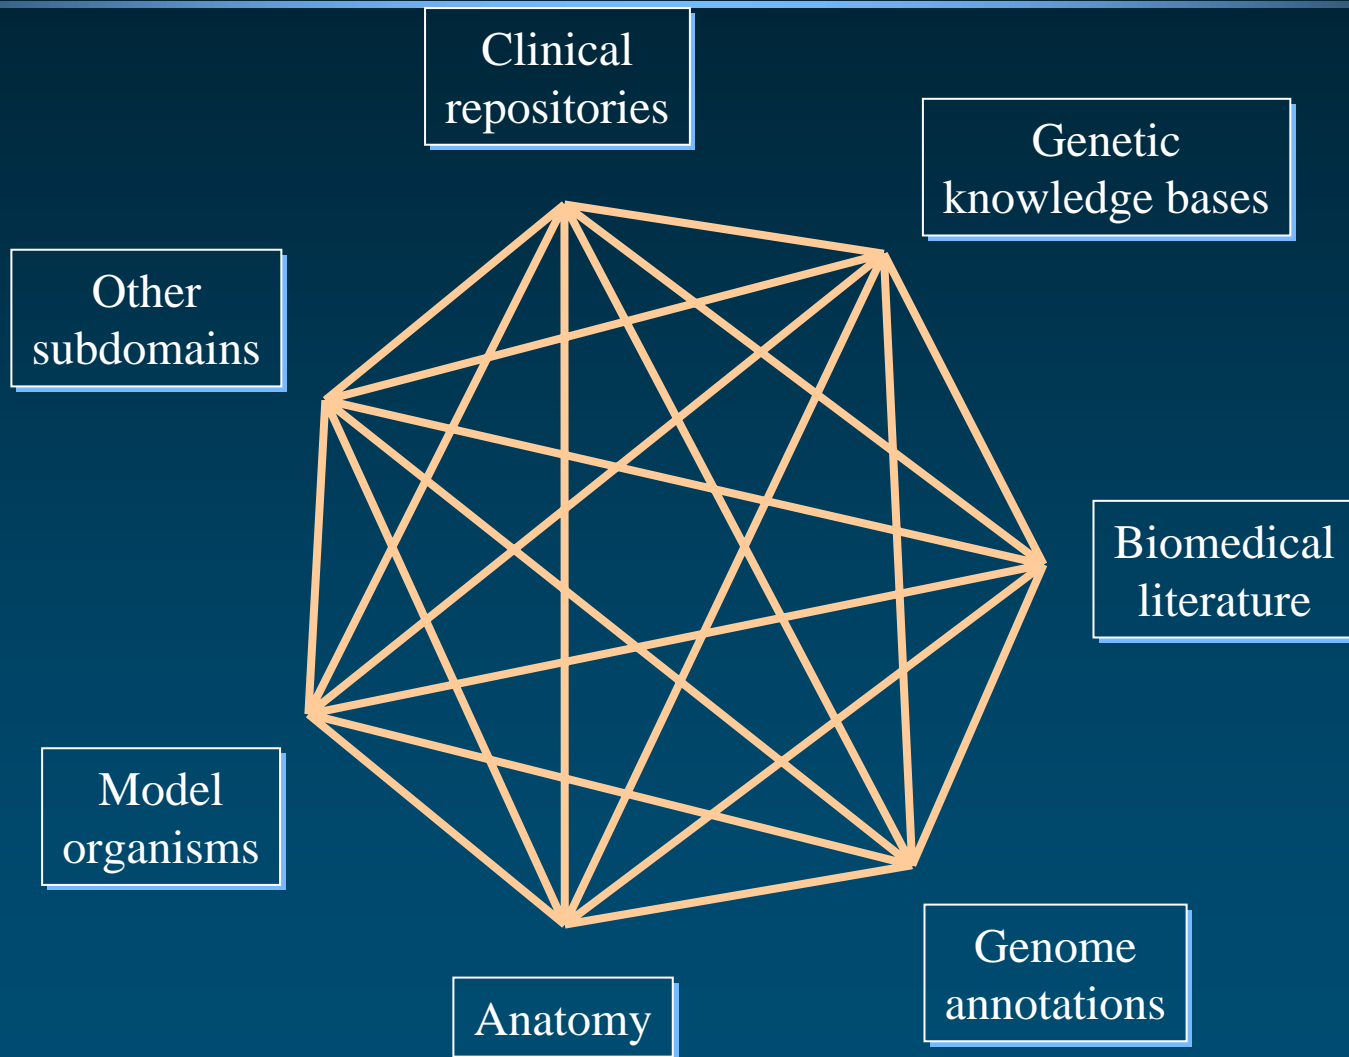 Clinical
repositories
Genetic
knowledge bases
Other
subdomains
Biomedical
literature
Model
organisms
Genome
annotations
Anatomy